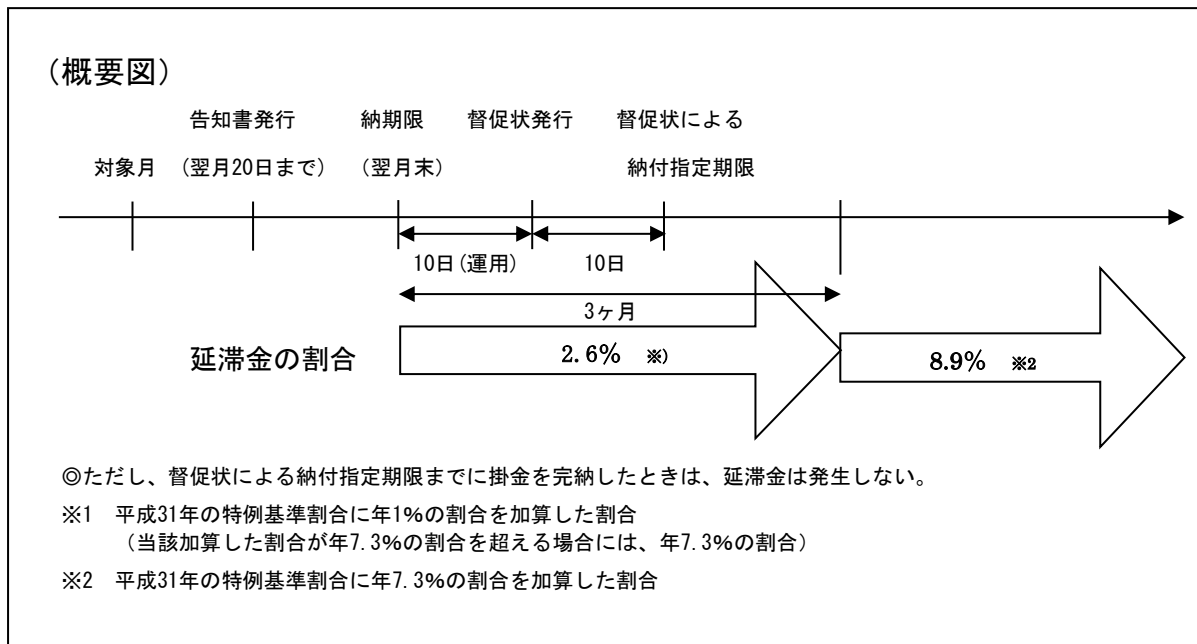 （概要図）
告知書発行　納期限　督促状発行　督促状による
対象月　（翌月20日まで）　（翌月末）　納付指定期限
10日（運用）　10日
3ヶ月
延滞金の割合　2.6%　※）　8.9%　※2
◎ただし、督促状による納付指定期限までに掛金を完納したときは、延滞金は発生しない。
※1　平成31年の特例基準割合に年1%の割合を加算した割合
（当該加算した割合が年7.3%の割合を超える場合には、年7.3%の割合）
※2　平成31年の特例基準割合に年7.3%の割合を加算した割合